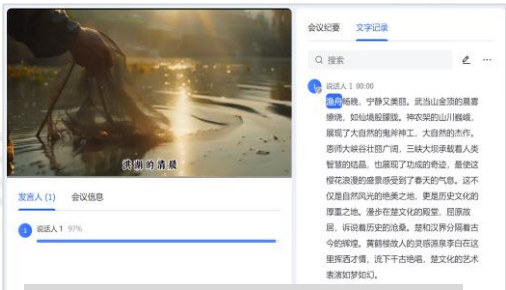 洪湖的清晨
发言人 (1) 会议信息
1 说话人 1 97%
会议纪要 文字记录
搜索
说话人 1 00:00
渔舟杨晚，宁静又美丽。武当山金顶的晨雾
缭绕，如仙境般朦胧。神农架的山川巍峨，
展现了大自然的鬼斧神工，大自然的杰作。
恩师大峡谷壮丽广阔，三峡大坝承载着人类
智慧的结晶，也展现了功成的奇迹，最使这
樱花浪漫的盛景感受到了春天的气息。这不
仅是自然风光的绝美之地，更是历史文化的
厚重之地。漫步在楚文化的殿堂，屈原故
居，诉说着历史的沧桑。楚和汉界分隔着古
今的辉煌。黄鹤楼故人的灵感源泉李白在这
里挥洒才情，流下千古绝唱，楚文化的艺术
表演如梦如幻。